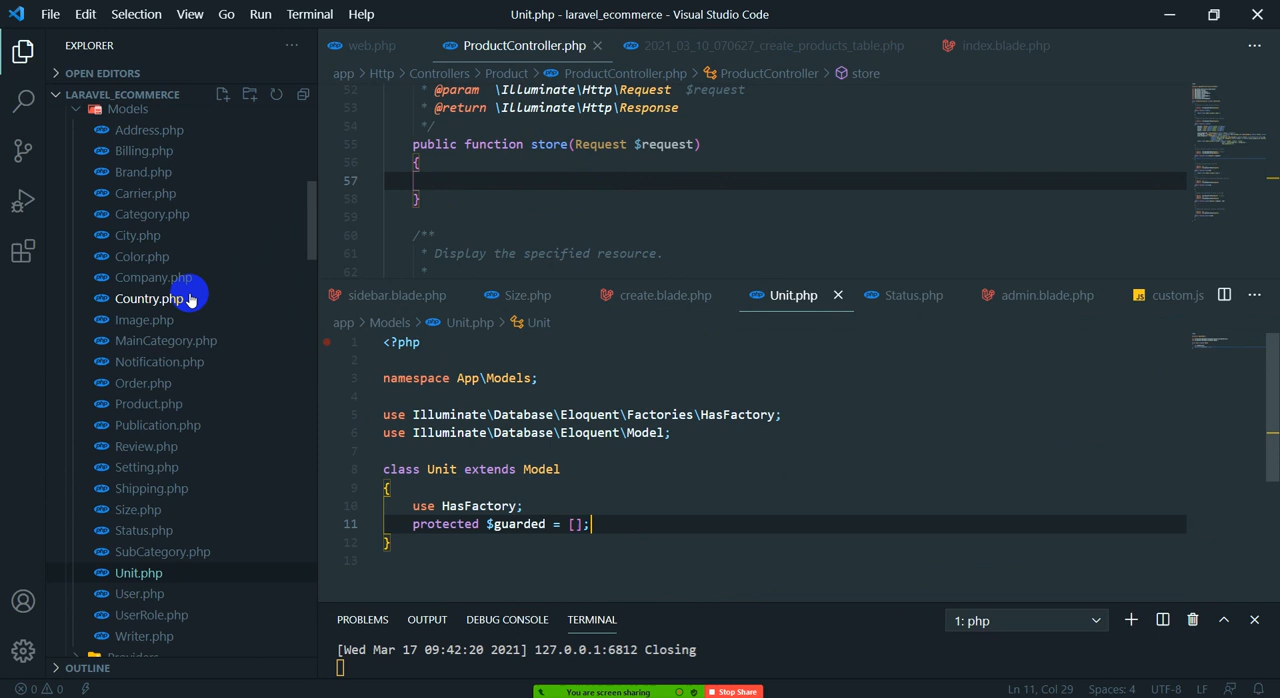 File Edit Selection View Go Run Terminal Help
Unit.php - laravel_ecommerce - Visual Studio Code
EXPLORER
OPEN EDITORS
LARAVEL_ECOMMERCE
Models
Address.php
Billing.php
Brand.php
Carrier.php
Category.php
City.php
Color.php
Company.php
Country.php
Image.php
MainCategory.php
Notification.php
Order.php
Product.php
Publication.php
Review.php
Setting.php
Shipping.php
Size.php
Status.php
SubCategory.php
Unit.php
User.php
UserRole.php
Writer.php
Providers
OUTLINE
web.php ProductController.php 2021_03_10_070627_create_products_table.php index.blade.php
app > Http > Controllers > Product > ProductController.php > ProductController > store
52 * @param \Illuminate\Http\Request $request
53 * @return \Illuminate\Http\Response
54 */
55 public function store(Request $request)
56 {
57
58 }
59
60 /**
61 * Display the specified resource.
62 *
sidebar.blade.php Size.php create.blade.php Unit.php Status.php admin.blade.php custom.js
app > Models > Unit.php > Unit
1 <?php
2
3 namespace App\Models;
4
5 use Illuminate\Database\Eloquent\Factories\HasFactory;
6 use Illuminate\Database\Eloquent\Model;
7
8 class Unit extends Model
9 {
10 use HasFactory;
11 protected $guarded = [];
12 }
13
PROBLEMS OUTPUT DEBUG CONSOLE TERMINAL
1: php
[Wed Mar 17 09:42:20 2021] 127.0.0.1:6812 Closing
0 0
You are screen sharing Stop Share
Ln 11, Col 29 Spaces: 4 UTF-8 LF